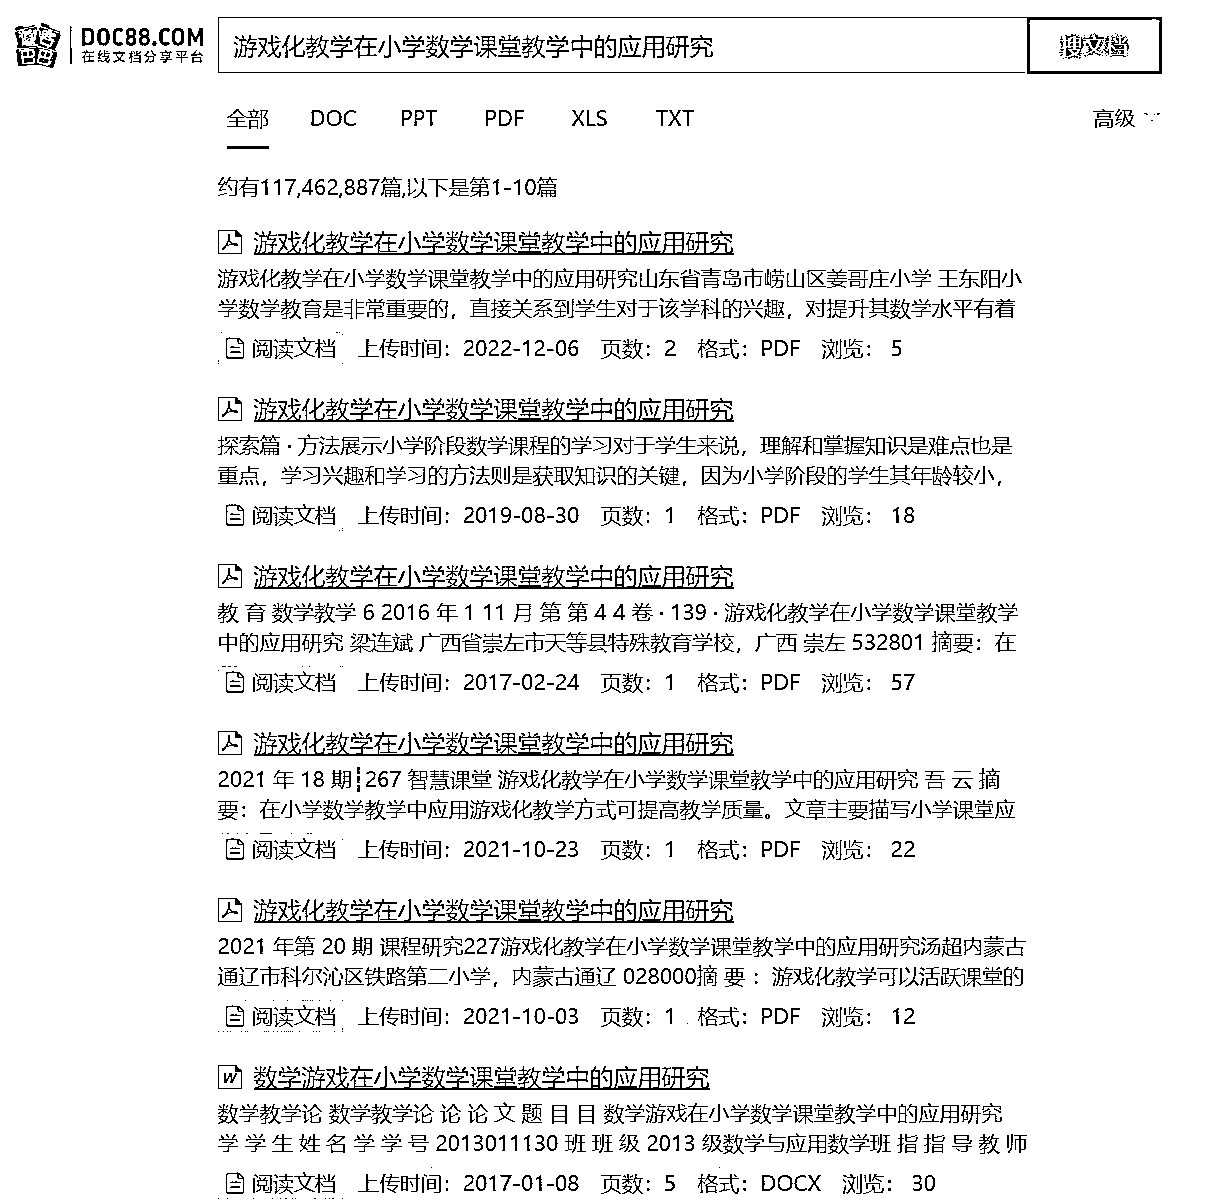 DOC88.COM
在线文档分享平台
游戏化教学在小学数学课堂教学中的应用研究
搜文档
全部 DOC PPT PDF XLS TXT 高级
约有117,462,887篇,以下是第1-10篇
游戏化教学在小学数学课堂教学中的应用研究
游戏化教学在小学数学课堂教学中的应用研究山东省青岛市崂山区姜哥庄小学 王东阳小
学数学教育是非常重要的，直接关系到学生对于该学科的兴趣，对提升其数学水平有着
阅读文档 上传时间：2022-12-06 页数：2 格式：PDF 浏览： 5
游戏化教学在小学数学课堂教学中的应用研究
探索篇 · 方法展示小学阶段数学课程的学习对于学生来说，理解和掌握知识是难点也是
重点，学习兴趣和学习的方法则是获取知识的关键，因为小学阶段的学生其年龄较小，
阅读文档 上传时间：2019-08-30 页数：1 格式：PDF 浏览： 18
游戏化教学在小学数学课堂教学中的应用研究
教 育 数学教学 6 2016 年 1 11 月 第 第 4 4 卷 · 139 · 游戏化教学在小学数学课堂教学
中的应用研究 梁连斌 广西省崇左市天等县特殊教育学校，广西 崇左 532801 摘要：在
阅读文档 上传时间：2017-02-24 页数：1 格式：PDF 浏览： 57
游戏化教学在小学数学课堂教学中的应用研究
2021 年 18 期┇267 智慧课堂 游戏化教学在小学数学课堂教学中的应用研究 吾 云 摘
要：在小学数学教学中应用游戏化教学方式可提高教学质量。文章主要描写小学课堂应
阅读文档 上传时间：2021-10-23 页数：1 格式：PDF 浏览： 22
游戏化教学在小学数学课堂教学中的应用研究
2021 年第 20 期 课程研究227游戏化教学在小学数学课堂教学中的应用研究汤超内蒙古
通辽市科尔沁区铁路第二小学，内蒙古通辽 028000摘 要 ：游戏化教学可以活跃课堂的
阅读文档 上传时间：2021-10-03 页数：1 格式：PDF 浏览： 12
数学游戏在小学数学课堂教学中的应用研究
数学教学论 数学教学论 论 论 文 题 目 目 数学游戏在小学数学课堂教学中的应用研究
学 学 生 姓 名 学 学 号 2013011130 班 班 级 2013 级数学与应用数学班 指 指 导 教 师
阅读文档 上传时间：2017-01-08 页数：5 格式：DOCX 浏览： 30